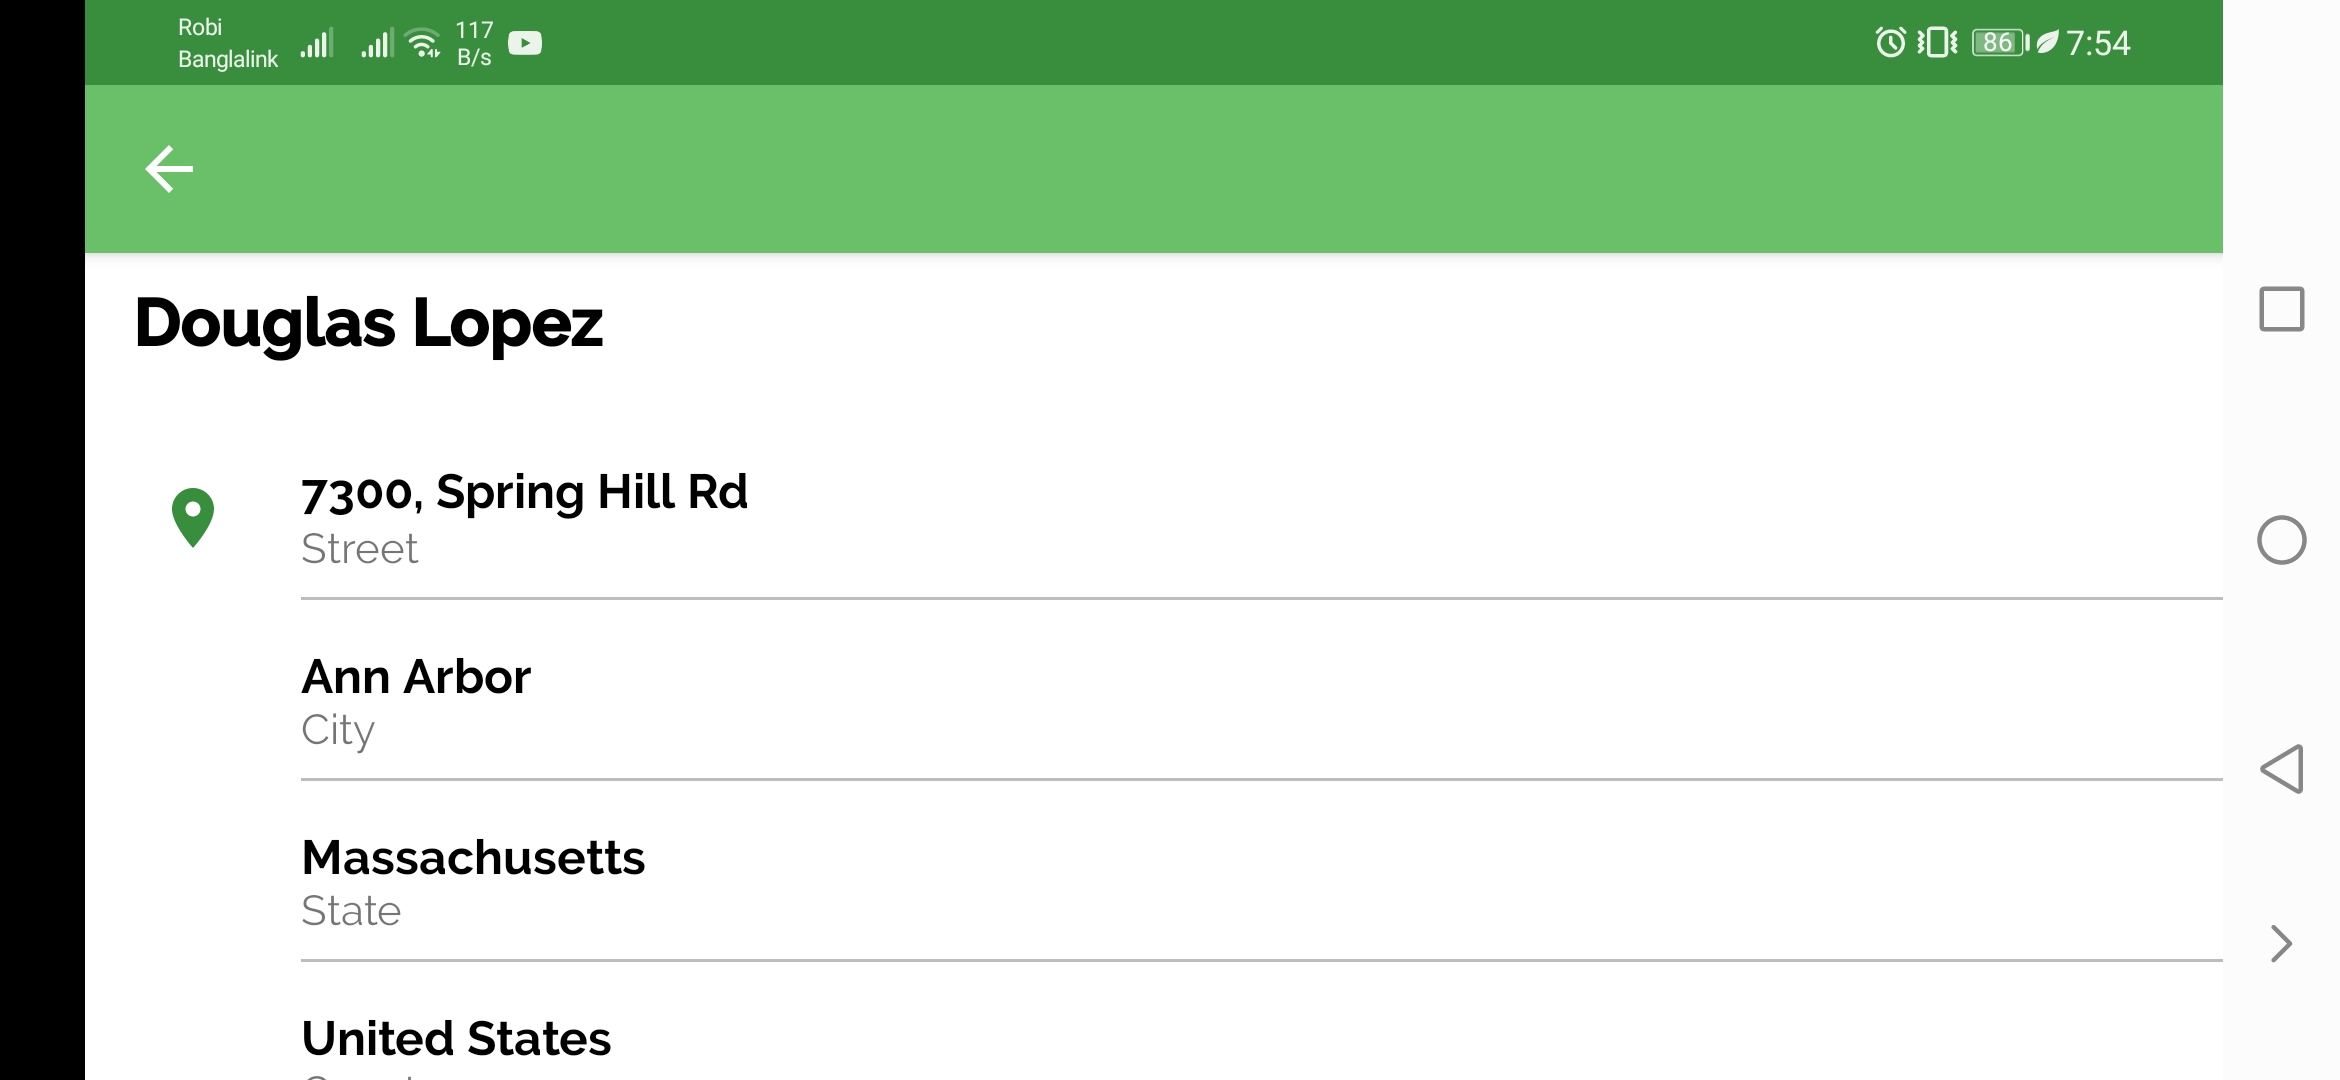 Robi
Banglalink
117
B/s
86
7:54
Douglas Lopez
7300, Spring Hill Rd
Street
Ann Arbor
City
Massachusetts
State
United States